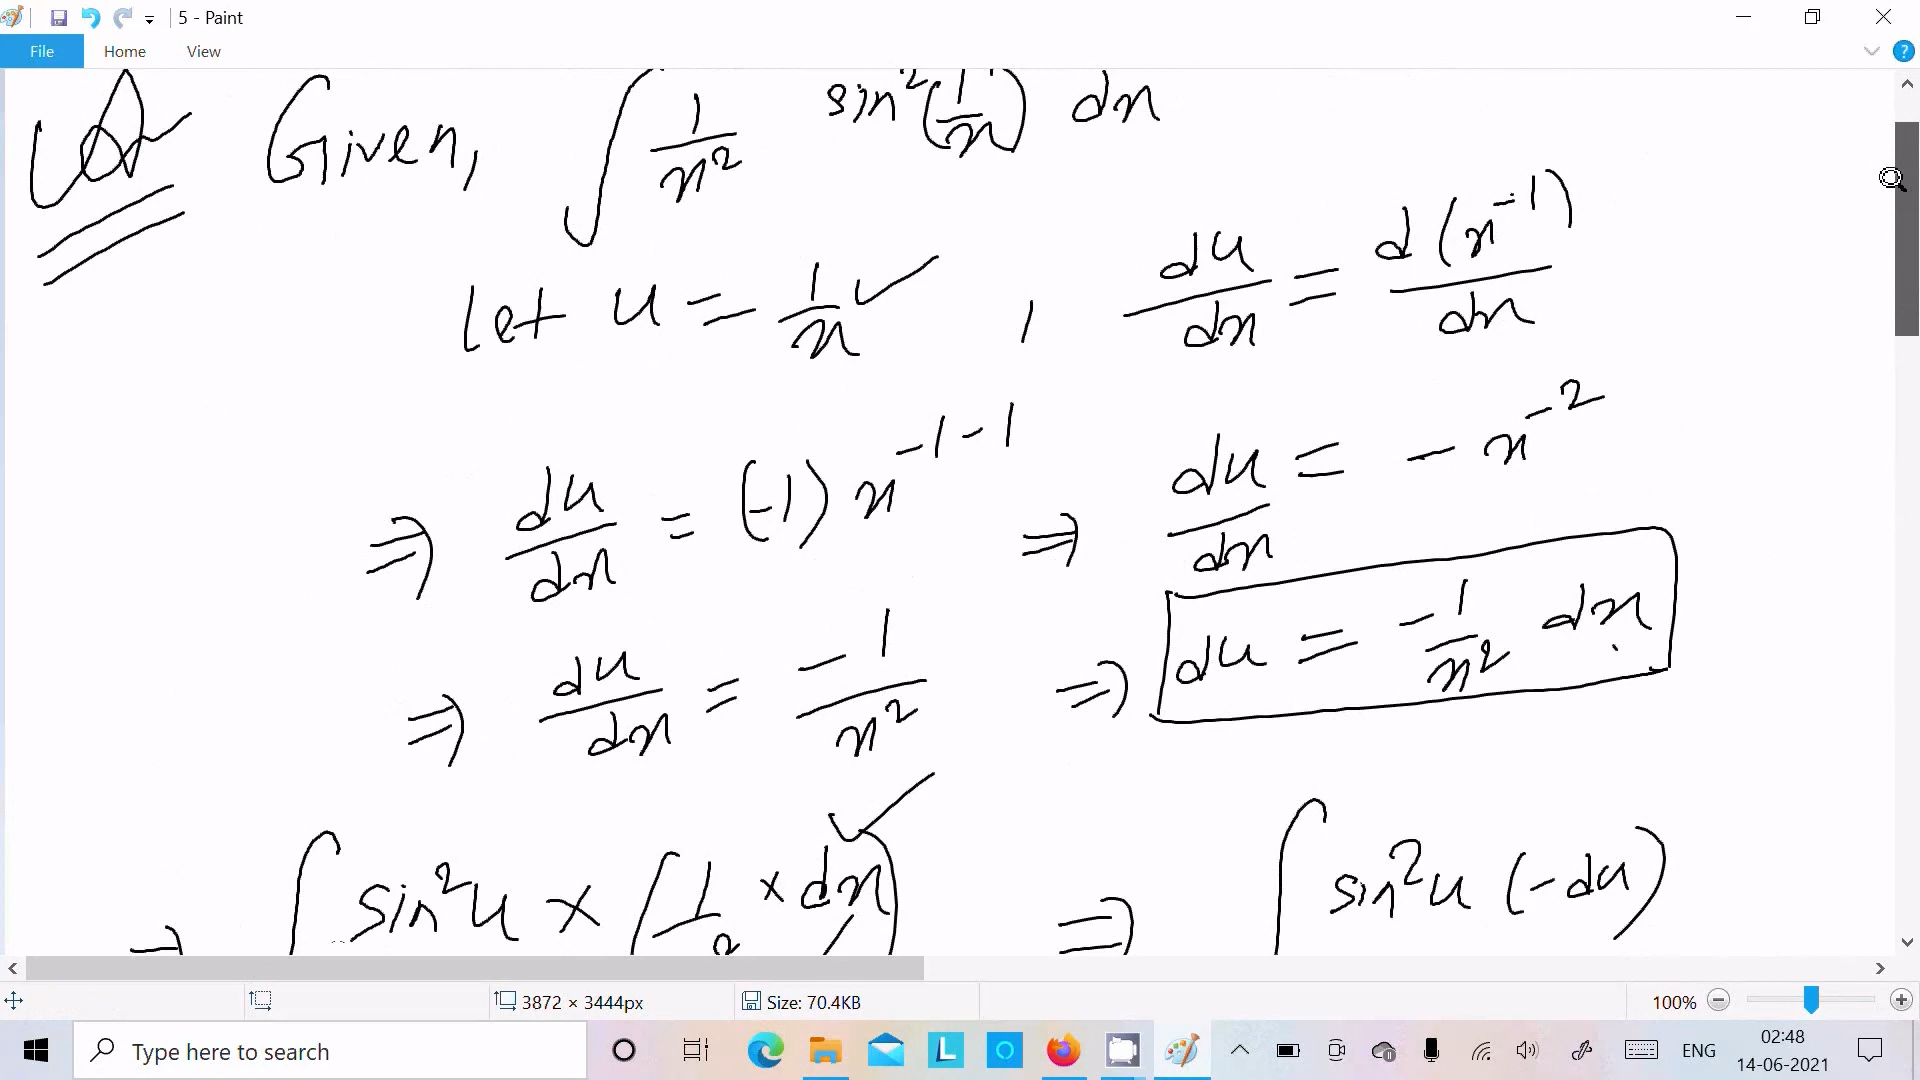 5 - Paint
File Home View
Given, ∫ 1/x² sin²(1/x) dx
Let u = 1/x , du/dx = d(x⁻¹)/dx
⇒ du/dx = (-1) x⁻¹⁻¹ ⇒ du/dx = - x⁻²
⇒ du/dx = -1/x² ⇒ du = -1/x² dx
⇒ ∫ sin²u × (1/x² × dx) ⇒ ∫ sin²u (-du)
3872 × 3444px Size: 70.4KB 100%
Type here to search ENG 02:48
14-06-2021